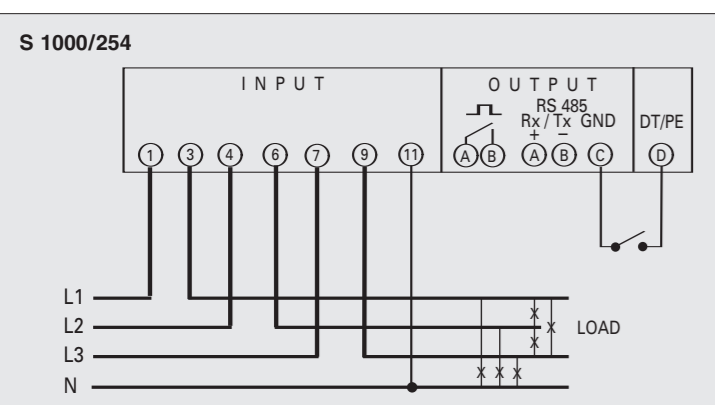 S 1000/254
INPUT
OUTPUT
RS 485
Rx / Tx GND
DT/PE
+ −
1 3 4 6 7 9 11
A B A B C D
L1
L2
LOAD
L3
N
x
x
x
x x x